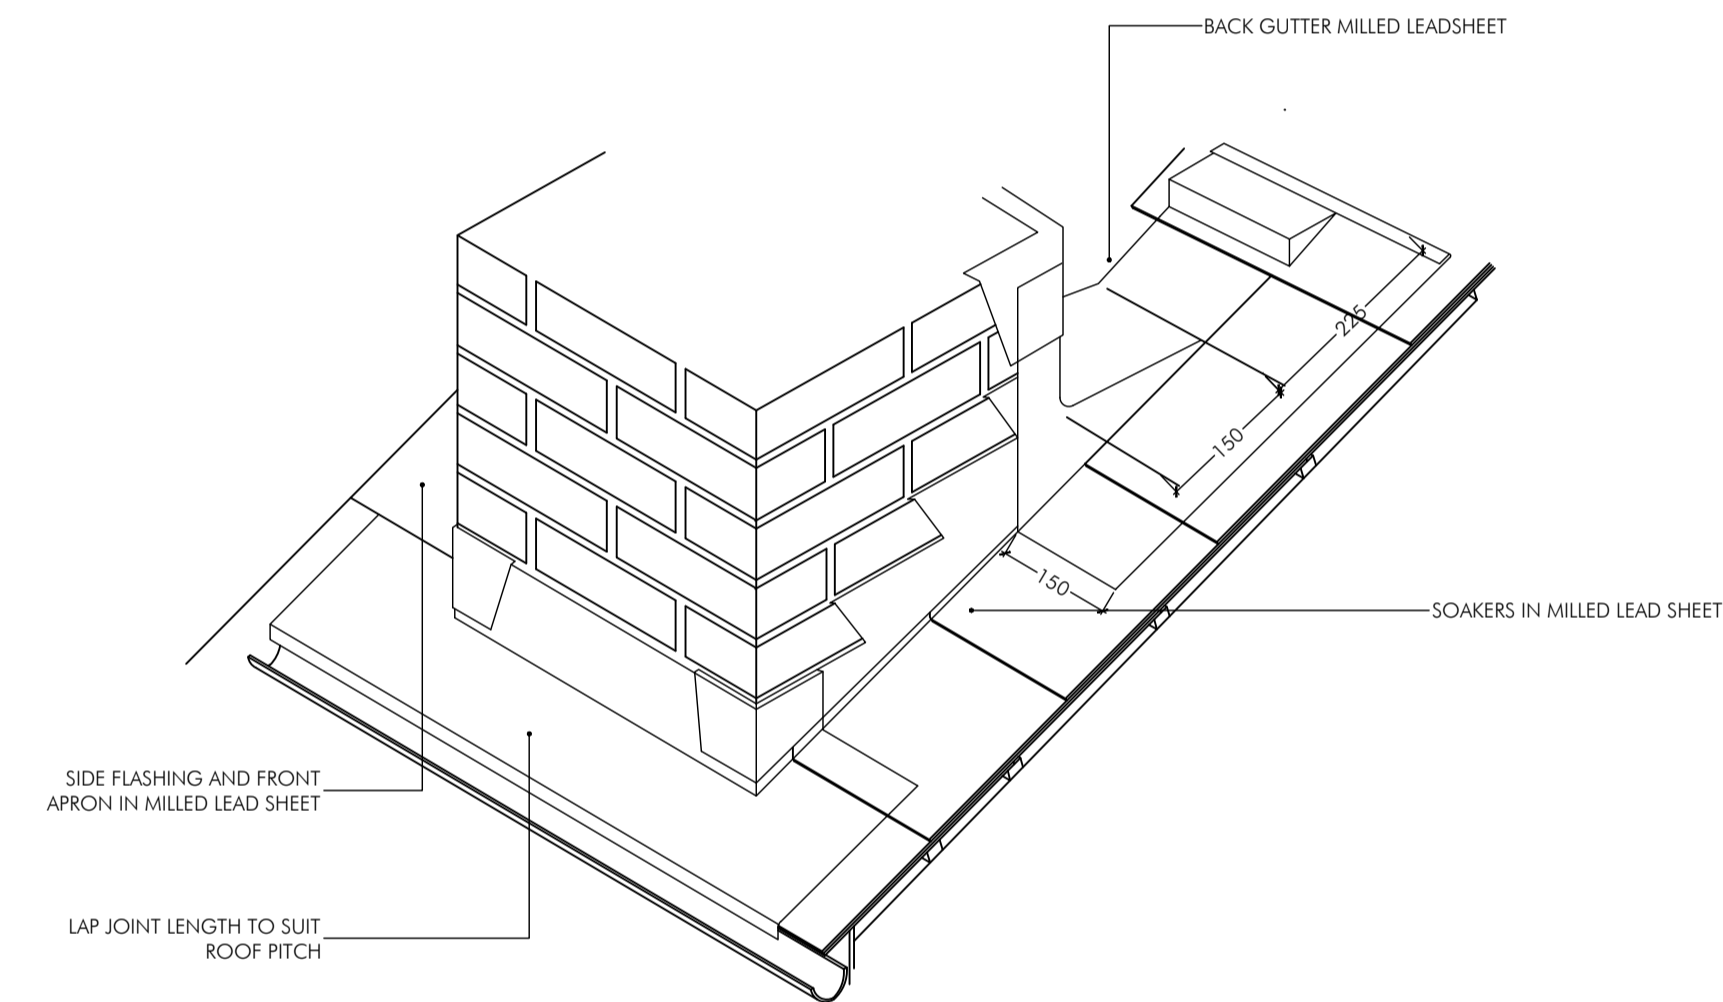 BACK GUTTER MILLED LEADSHEET
225
150
150
SOAKERS IN MILLED LEAD SHEET
SIDE FLASHING AND FRONT
APRON IN MILLED LEAD SHEET
LAP JOINT LENGTH TO SUIT
ROOF PITCH